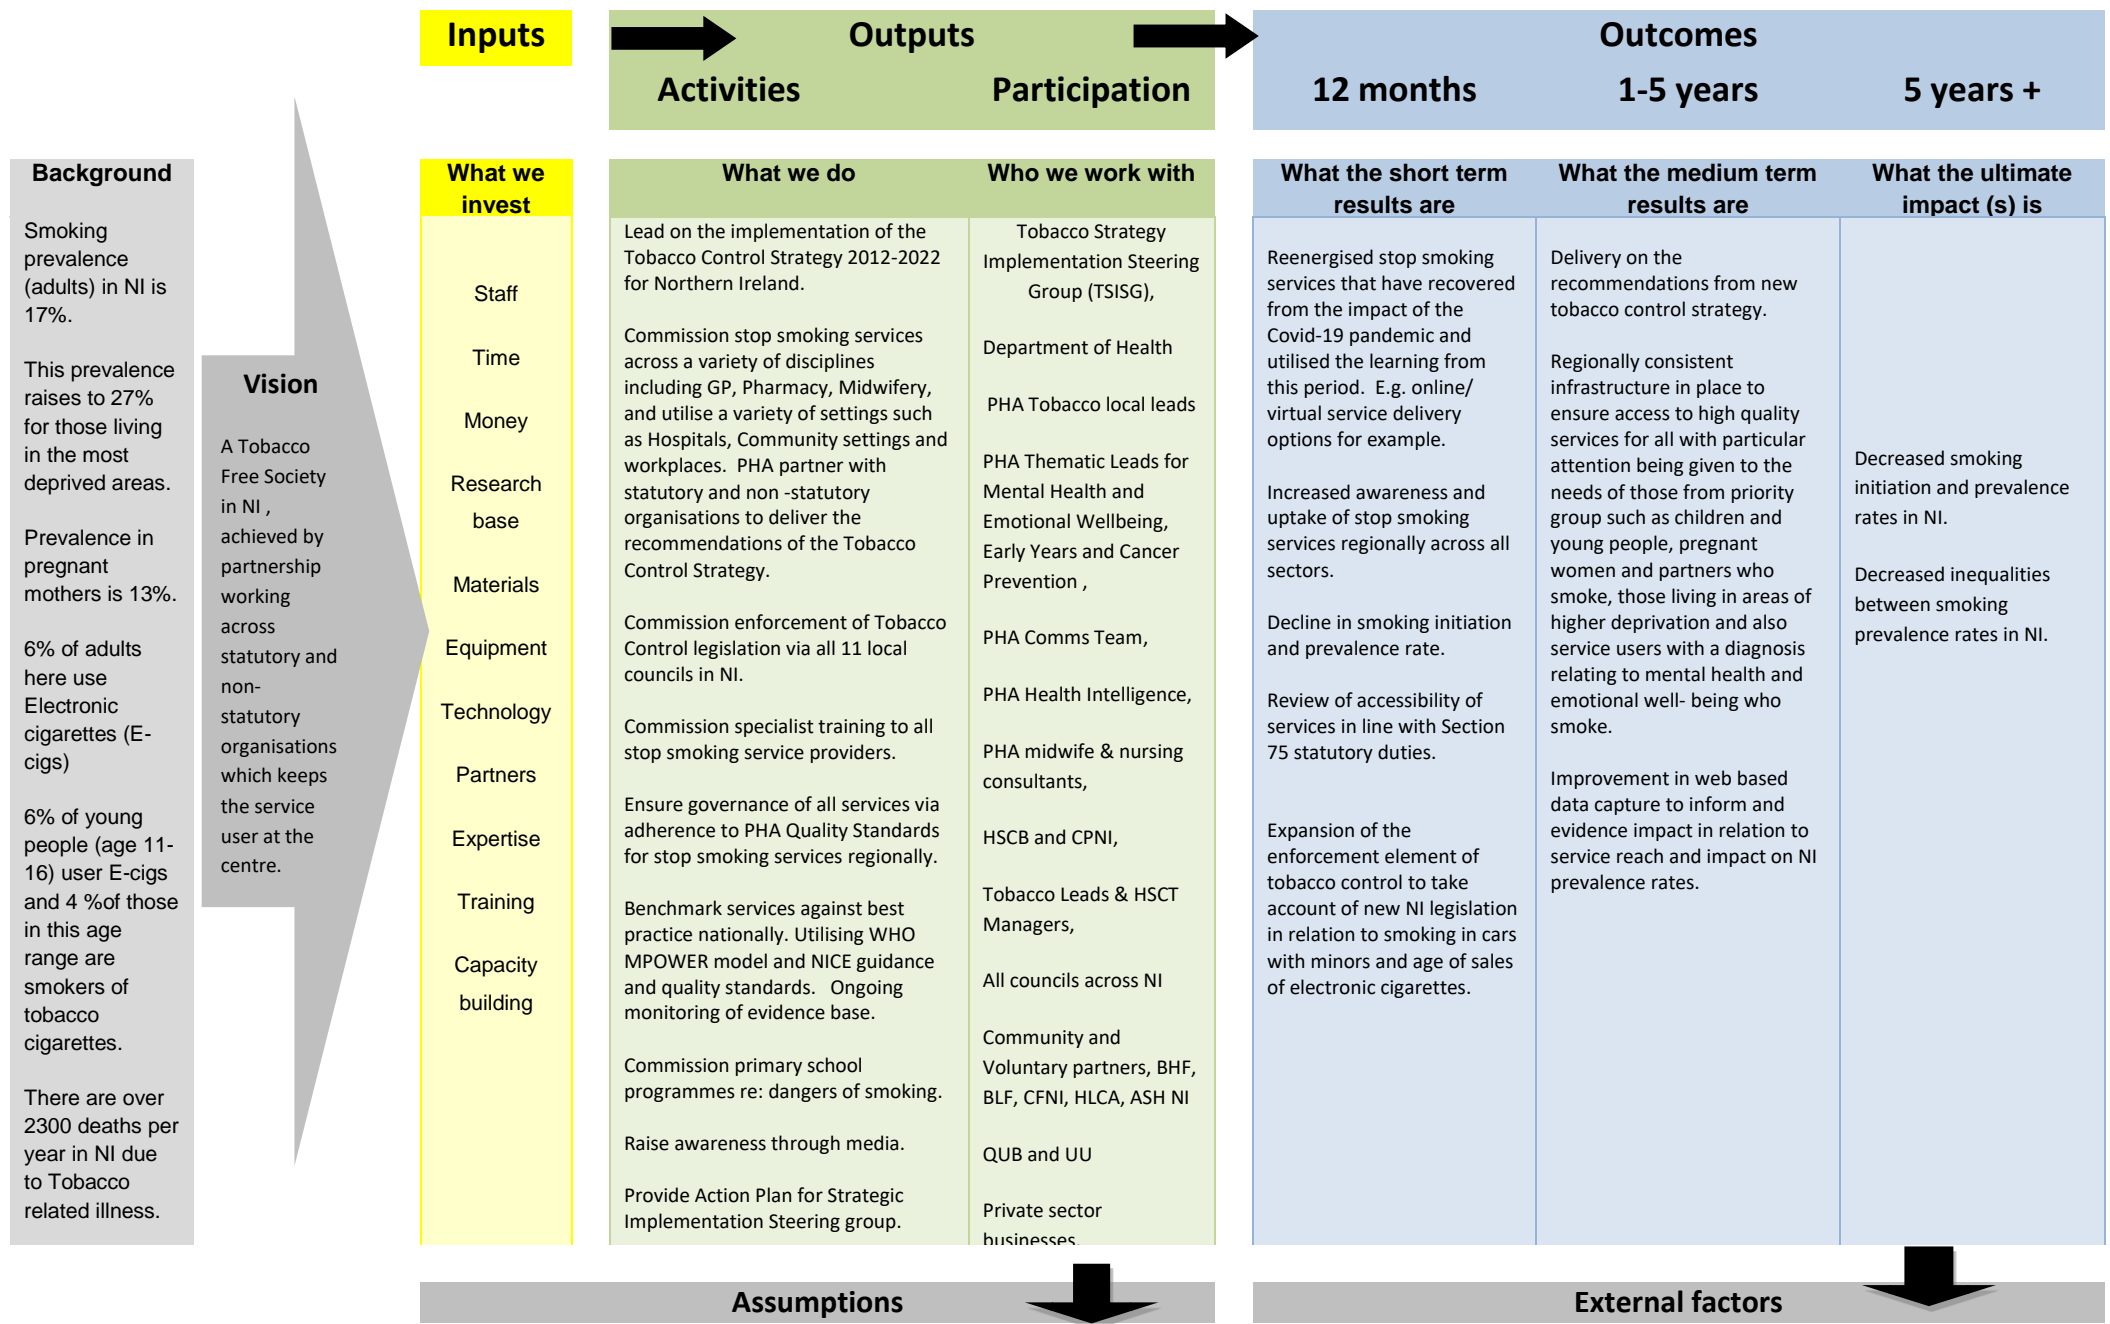 Inputs
Outputs
Outcomes
Activities
Participation
12 months
1-5 years
5 years +
Background
Smoking
prevalence
(adults) in NI is
17%.
This prevalence
raises to 27%
for those living
in the most
deprived areas.
Prevalence in
pregnant
mothers is 13%.
6% of adults
here use
Electronic
cigarettes (E-
cigs)
6% of young
people (age 11-
16) user E-cigs
and 4 %of those
in this age
range are
smokers of
tobacco
cigarettes.
There are over
2300 deaths per
year in NI due
to Tobacco
related illness.
Vision
A Tobacco
Free Society
in NI ,
achieved by
partnership
working
across
statutory and
non-
statutory
organisations
which keeps
the service
user at the
centre.
What we
invest
Staff
Time
Money
Research
base
Materials
Equipment
Technology
Partners
Expertise
Training
Capacity
building
What we do
Lead on the implementation of the
Tobacco Control Strategy 2012-2022
for Northern Ireland.
Commission stop smoking services
across a variety of disciplines
including GP, Pharmacy, Midwifery,
and utilise a variety of settings such
as Hospitals, Community settings and
workplaces.  PHA partner with
statutory and non -statutory
organisations to deliver the
recommendations of the Tobacco
Control Strategy.
Commission enforcement of Tobacco
Control legislation via all 11 local
councils in NI.
Commission specialist training to all
stop smoking service providers.
Ensure governance of all services via
adherence to PHA Quality Standards
for stop smoking services regionally.
Benchmark services against best
practice nationally. Utilising WHO
MPOWER model and NICE guidance
and quality standards.   Ongoing
monitoring of evidence base.
Commission primary school
programmes re: dangers of smoking.
Raise awareness through media.
Provide Action Plan for Strategic
Implementation Steering group.
Who we work with
Tobacco Strategy
Implementation Steering
Group (TSISG),
Department of Health
PHA Tobacco local leads
PHA Thematic Leads for
Mental Health and
Emotional Wellbeing,
Early Years and Cancer
Prevention ,
PHA Comms Team,
PHA Health Intelligence,
PHA midwife & nursing
consultants,
HSCB and CPNI,
Tobacco Leads & HSCT
Managers,
All councils across NI
Community and
Voluntary partners, BHF,
BLF, CFNI, HLCA, ASH NI
QUB and UU
Private sector
businesses.
What the short term
results are
Reenergised stop smoking
services that have recovered
from the impact of the
Covid-19 pandemic and
utilised the learning from
this period.  E.g. online/
virtual service delivery
options for example.
Increased awareness and
uptake of stop smoking
services regionally across all
sectors.
Decline in smoking initiation
and prevalence rate.
Review of accessibility of
services in line with Section
75 statutory duties.
Expansion of the
enforcement element of
tobacco control to take
account of new NI legislation
in relation to smoking in cars
with minors and age of sales
of electronic cigarettes.
What the medium term
results are
Delivery on the
recommendations from new
tobacco control strategy.
Regionally consistent
infrastructure in place to
ensure access to high quality
services for all with particular
attention being given to the
needs of those from priority
group such as children and
young people, pregnant
women and partners who
smoke, those living in areas of
higher deprivation and also
service users with a diagnosis
relating to mental health and
emotional well- being who
smoke.
Improvement in web based
data capture to inform and
evidence impact in relation to
service reach and impact on NI
prevalence rates.
What the ultimate
impact (s) is
Decreased smoking
initiation and prevalence
rates in NI.
Decreased inequalities
between smoking
prevalence rates in NI.
Assumptions
External factors